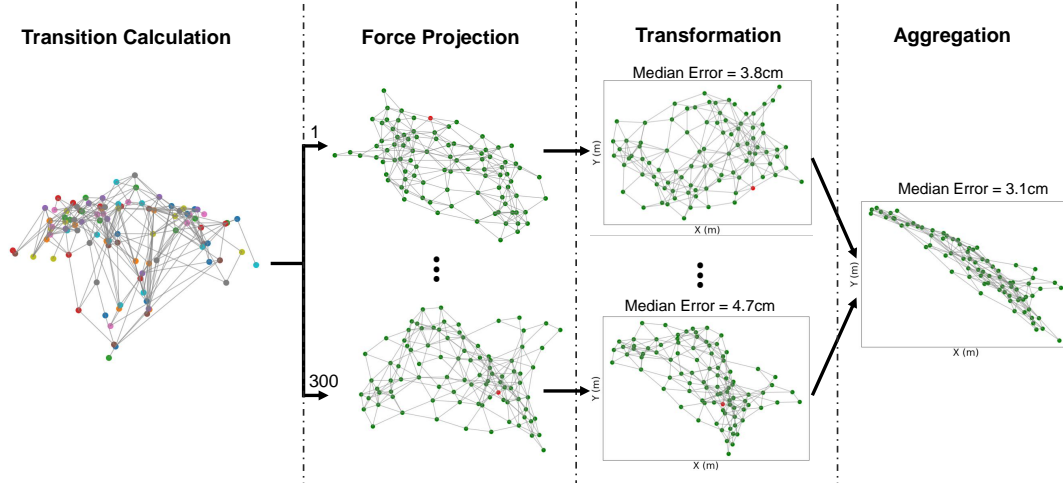 Transition Calculation
Force Projection
Transformation
Aggregation
1
300
Median Error = 3.8cm
Y (m)
X (m)
Median Error = 4.7cm
Y (m)
X (m)
Median Error = 3.1cm
Y (m)
X (m)